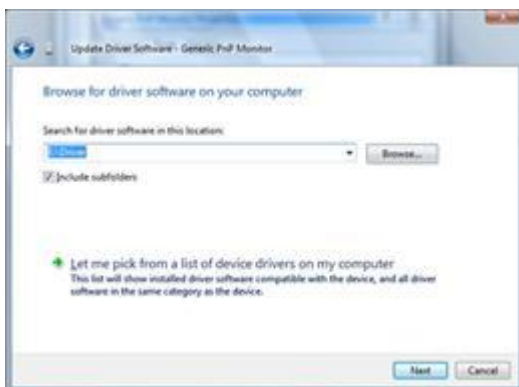 Update Driver Software - Generic PnP Monitor
Browse for driver software on your computer
Search for driver software in this location:
Browse...
Include subfolders
Let me pick from a list of device drivers on my computer
This list will show installed driver software compatible with the device, and all driver
software in the same category as the device.
Next Cancel